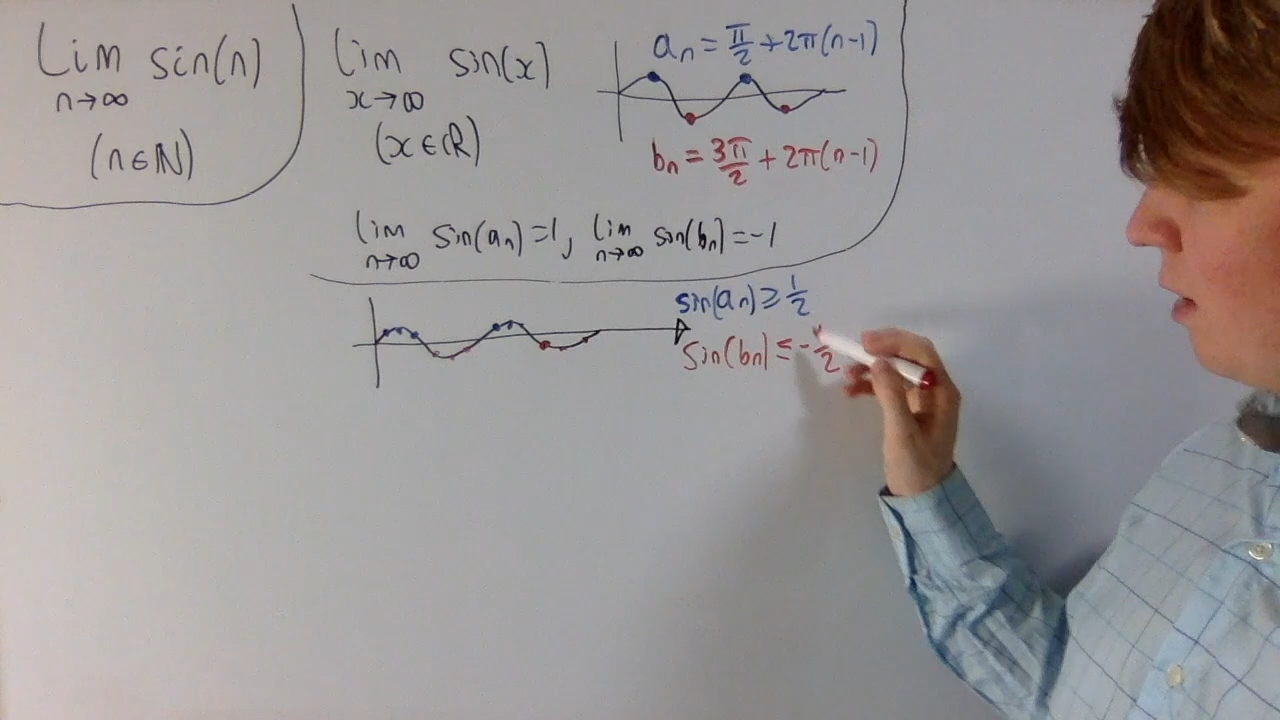 lim sin(n)
n→∞
(n∈ℕ)
lim sin(x)
x→∞
(x∈ℝ)
aₙ = π/2 + 2π(n-1)
bₙ = 3π/2 + 2π(n-1)
lim sin(aₙ) = 1, lim sin(bₙ) = -1
n→∞ n→∞
sin(aₙ) ≥ 1/2
sin(bₙ) ≤ -1/2